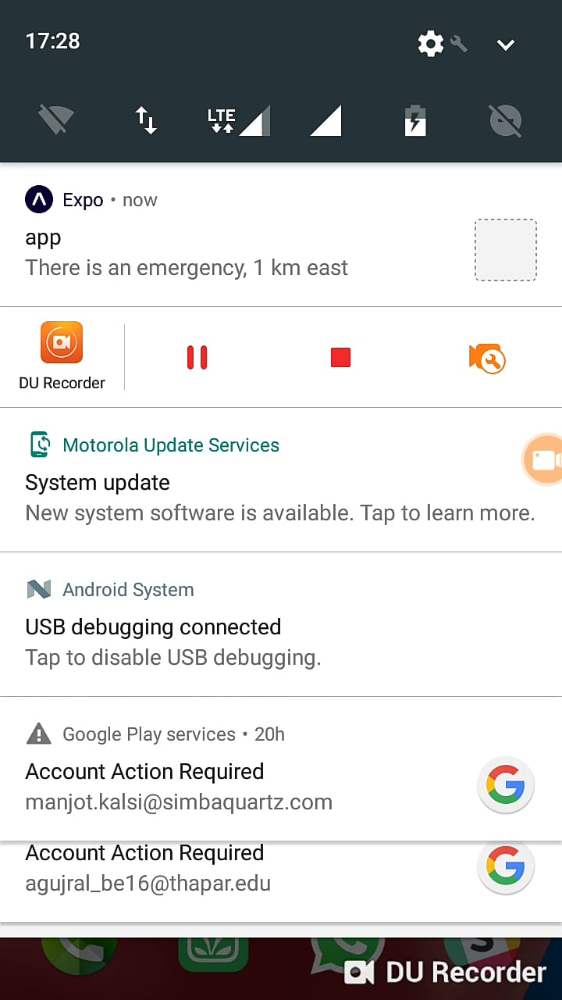 17:28
LTE
Expo • now
app
There is an emergency, 1 km east
DU Recorder
Motorola Update Services
System update
New system software is available. Tap to learn more.
Android System
USB debugging connected
Tap to disable USB debugging.
Google Play services • 20h
Account Action Required
manjot.kalsi@simbaquartz.com
Account Action Required
agujral_be16@thapar.edu
DU Recorder